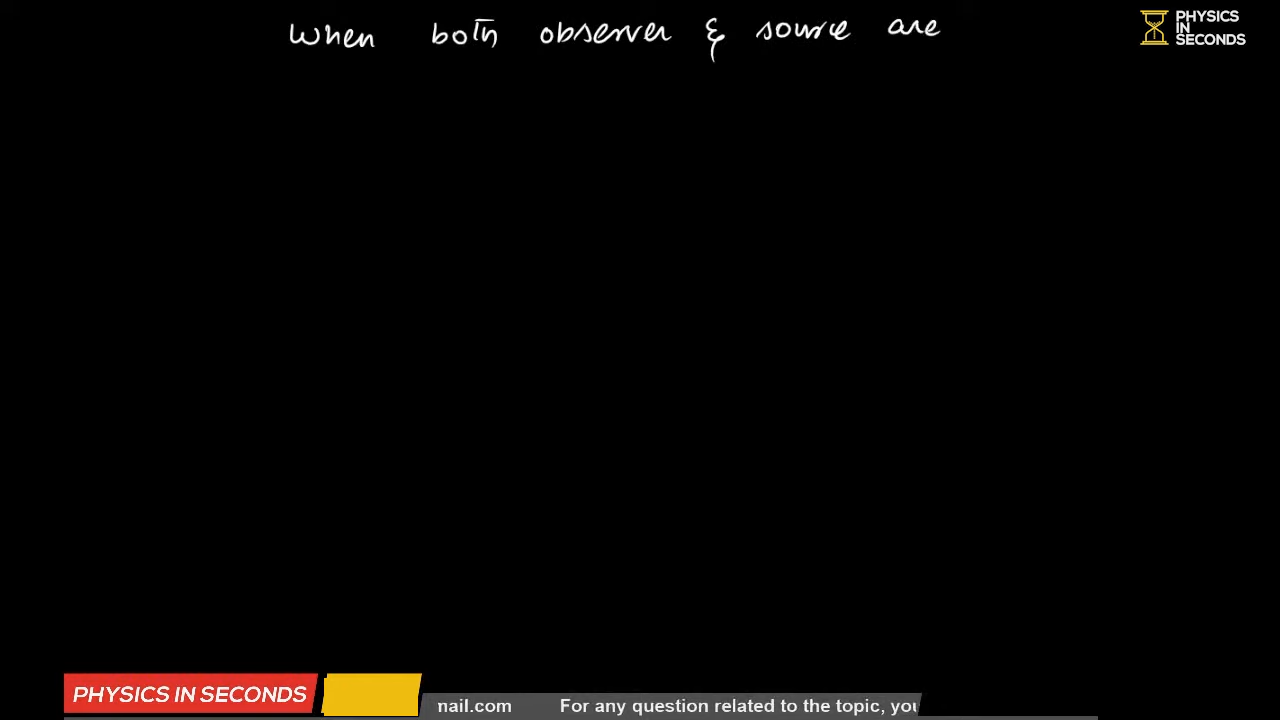 When both observer & source are
PHYSICS
IN
SECONDS
PHYSICS IN SECONDS
nail.com For any question related to the topic, you